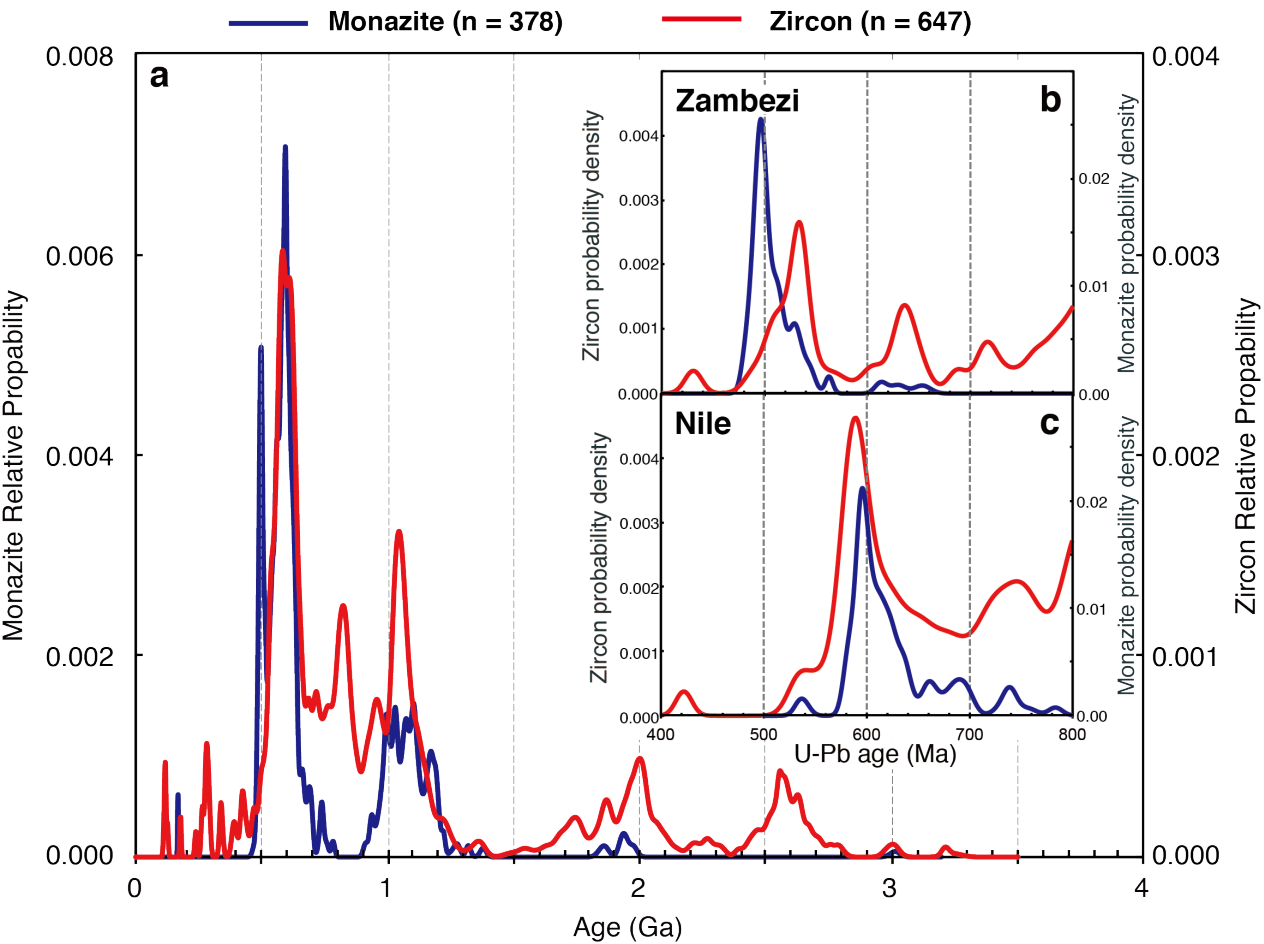 Monazite (n = 378)
Zircon (n = 647)
a
Monazite Relative Propability
0.008
0.006
0.004
0.002
0.000
0.004
0.003
0.002
0.001
0.000
Zircon Relative Propability
0
1
2
3
4
Age (Ga)
Zambezi
b
Zircon probability density
0.004
0.003
0.002
0.001
0.000
0.02
0.01
0.00
Monazite probability density
Nile
c
Zircon probability density
0.004
0.003
0.002
0.001
0.000
0.02
0.01
0.00
Monazite probability density
400
500
600
700
800
U-Pb age (Ma)